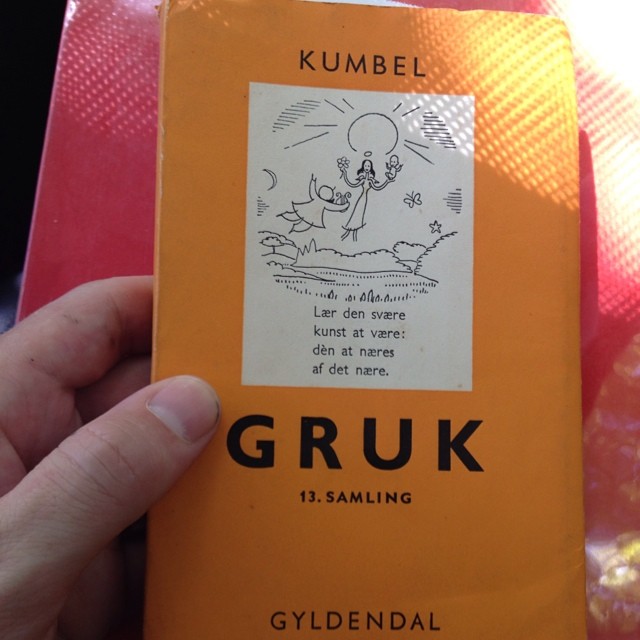 KUMBEL
Lær den svære
kunst at være:
dèn at næres
af det nære.
GRUK
13. SAMLING
GYLDENDAL